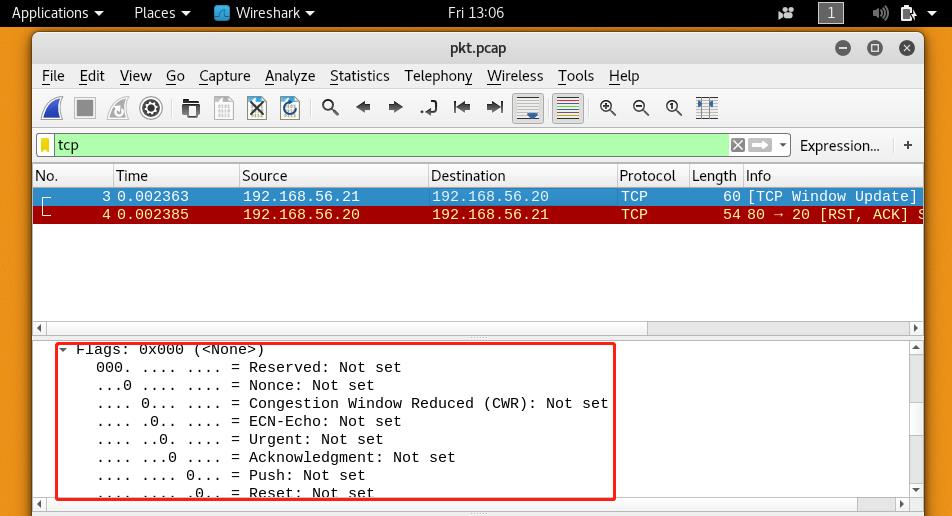 Applications Places Wireshark Fri 13:06 1
pkt.pcap
File Edit View Go Capture Analyze Statistics Telephony Wireless Tools Help
tcp Expression... +
No. Time Source Destination Protocol Length Info
3 0.002363 192.168.56.21 192.168.56.20 TCP 60 [TCP Window Update]
4 0.002385 192.168.56.20 192.168.56.21 TCP 54 80 → 20 [RST, ACK] S
Flags: 0x000 (<None>)
000. .... .... = Reserved: Not set
...0 .... .... = Nonce: Not set
.... 0... .... = Congestion Window Reduced (CWR): Not set
.... .0.. .... = ECN-Echo: Not set
.... ..0. .... = Urgent: Not set
.... ...0 .... = Acknowledgment: Not set
.... .... 0... = Push: Not set
.... .... .0.. = Reset: Not set